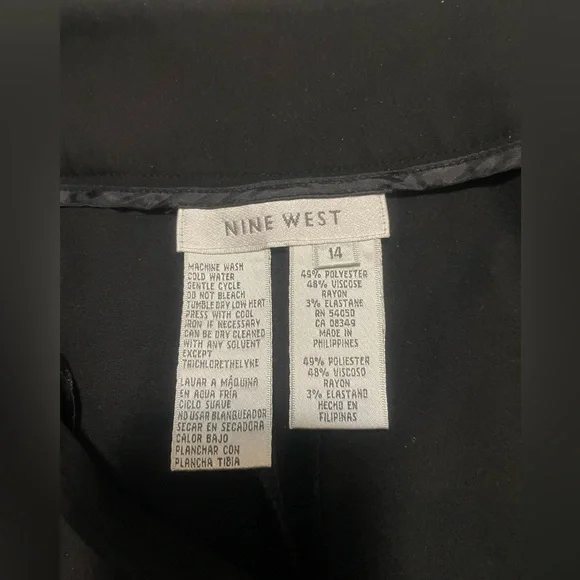 NINE WEST
14
MACHINE WASH
COLD WATER
GENTLE CYCLE
DO NOT BLEACH
TUMBLE DRY LOW HEAT
PRESS WITH COOL
IRON IF NECESSARY
CAN BE DRY CLEANED
WITH ANY SOLVENT
EXCEPT
TRICHLORETHELYNE
LAVAR A MÁQUINA
EN AGUA FRÍA
CICLO SUAVE
NO USAR BLANQUEADOR
SECAR EN SECADORA
CALOR BAJO
PLANCHAR CON
PLANCHA TIBIA
49% POLYESTER
48% VISCOSE
RAYON
3% ELASTANE
RN 54050
CA 08349
MADE IN
PHILIPPINES
49% POLIESTER
48% VISCOSO
RAYON
3% ELASTANO
HECHO EN
FILIPINAS